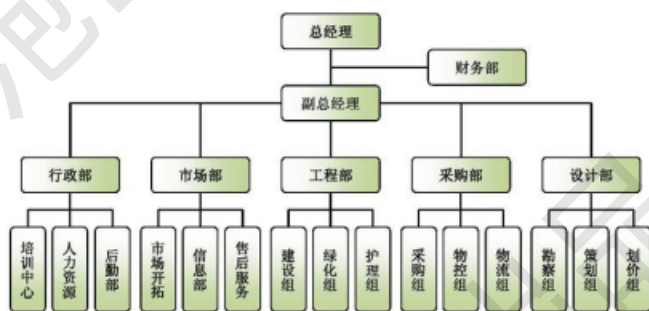 总经理
财务部
副总经理
行政部
市场部
工程部
采购部
设计部
培训中心
人力资源
后勤部
市场开拓
信息部
售后服务
建设组
绿化组
护理组
采购组
物控组
物流组
勘察组
策划组
划价组